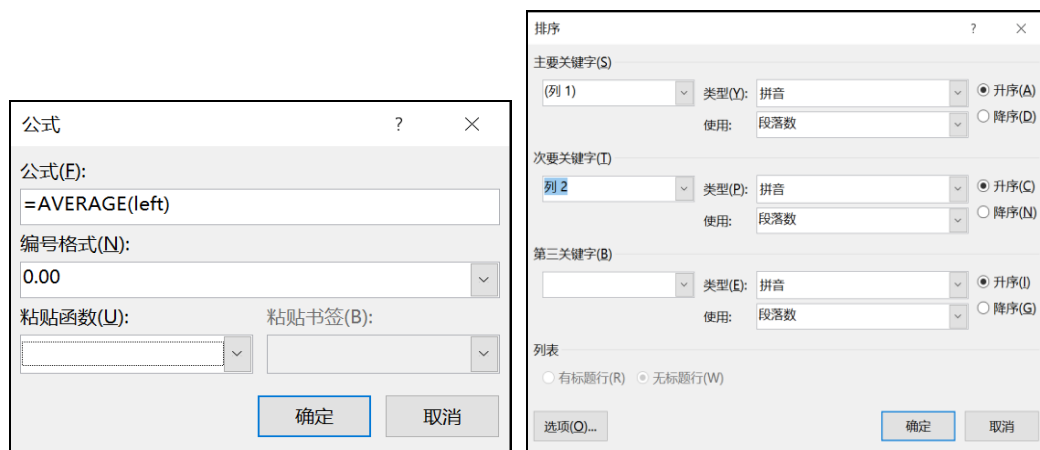 公式 ?
公式(F):
=AVERAGE(left)
编号格式(N):
0.00
粘贴函数(U): 粘贴书签(B):
确定 取消
排序 ?
主要关键字(S)
(列 1) 类型(Y): 拼音 升序(A)
使用: 段落数 降序(D)
次要关键字(T)
列 2 类型(P): 拼音 升序(C)
使用: 段落数 降序(N)
第三关键字(B)
类型(E): 拼音 升序(I)
使用: 段落数 降序(G)
列表
有标题行(R) 无标题行(W)
选项(O)... 确定 取消